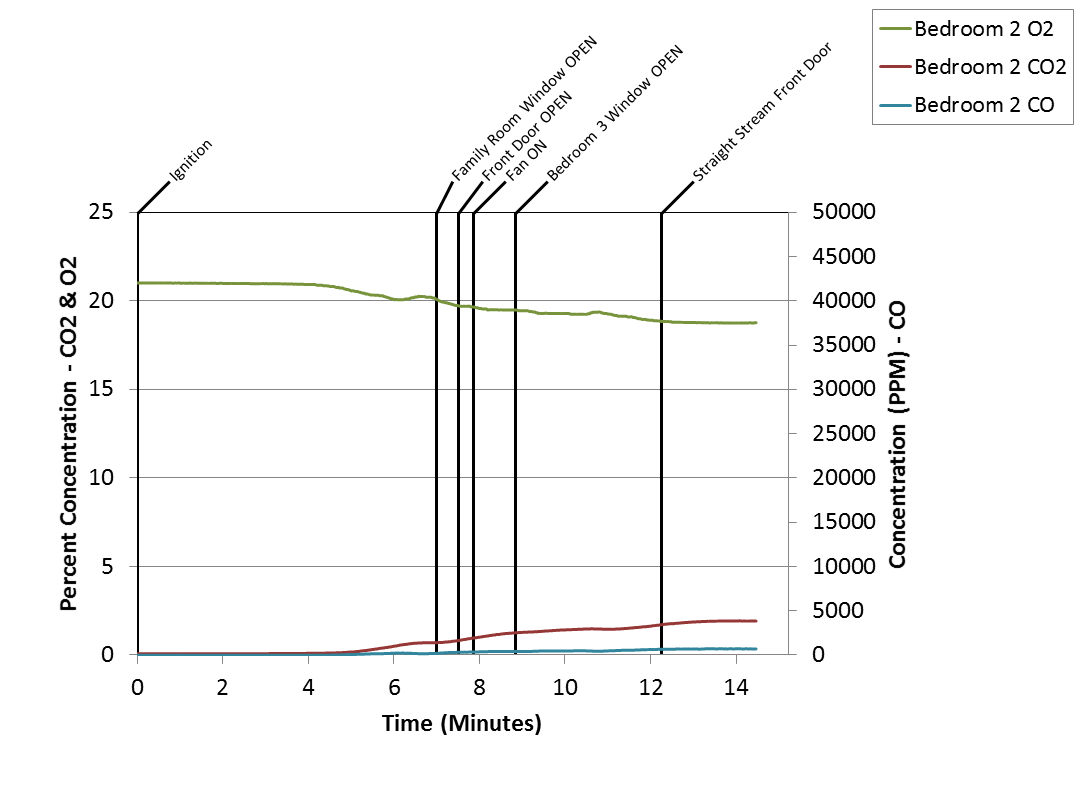 Bedroom 2 O2
Bedroom 2 CO2
Bedroom 2 CO
Ignition
Family Room Window OPEN
Front Door OPEN
Fan ON
Bedroom 3 Window OPEN
Straight Stream Front Door
Percent Concentration - CO2 & O2
25
20
15
10
5
0
50000
45000
40000
35000
30000
25000
20000
15000
10000
5000
0
Concentration (PPM) - CO
0 2 4 6 8 10 12 14
Time (Minutes)